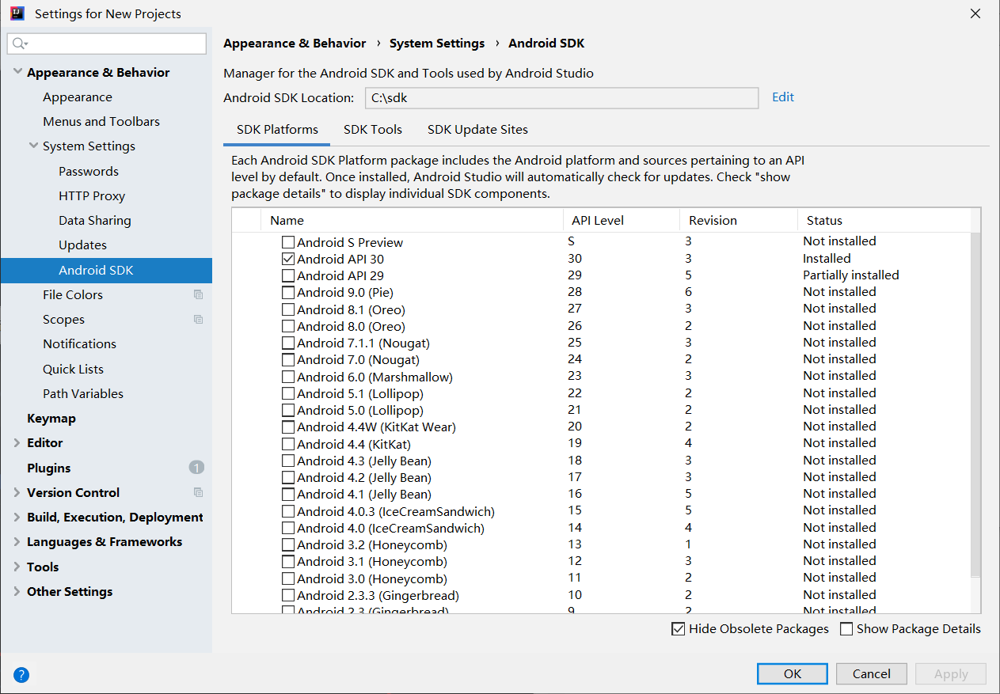 Settings for New Projects
Appearance & Behavior
Appearance
Menus and Toolbars
System Settings
Passwords
HTTP Proxy
Data Sharing
Updates
Android SDK
File Colors
Scopes
Notifications
Quick Lists
Path Variables
Keymap
Editor
Plugins 1
Version Control
Build, Execution, Deployment
Languages & Frameworks
Tools
Other Settings
Appearance & Behavior › System Settings › Android SDK
Manager for the Android SDK and Tools used by Android Studio
Android SDK Location: C:\sdk Edit
SDK Platforms SDK Tools SDK Update Sites
Each Android SDK Platform package includes the Android platform and sources pertaining to an API
level by default. Once installed, Android Studio will automatically check for updates. Check "show
package details" to display individual SDK components.
Name API Level Revision Status
Android S Preview S 3 Not installed
Android API 30 30 3 Installed
Android API 29 29 5 Partially installed
Android 9.0 (Pie) 28 6 Not installed
Android 8.1 (Oreo) 27 3 Not installed
Android 8.0 (Oreo) 26 2 Not installed
Android 7.1.1 (Nougat) 25 3 Not installed
Android 7.0 (Nougat) 24 2 Not installed
Android 6.0 (Marshmallow) 23 3 Not installed
Android 5.1 (Lollipop) 22 2 Not installed
Android 5.0 (Lollipop) 21 2 Not installed
Android 4.4W (KitKat Wear) 20 2 Not installed
Android 4.4 (KitKat) 19 4 Not installed
Android 4.3 (Jelly Bean) 18 3 Not installed
Android 4.2 (Jelly Bean) 17 3 Not installed
Android 4.1 (Jelly Bean) 16 5 Not installed
Android 4.0.3 (IceCreamSandwich) 15 5 Not installed
Android 4.0 (IceCreamSandwich) 14 4 Not installed
Android 3.2 (Honeycomb) 13 1 Not installed
Android 3.1 (Honeycomb) 12 3 Not installed
Android 3.0 (Honeycomb) 11 2 Not installed
Android 2.3.3 (Gingerbread) 10 2 Not installed
Android 2.3 (Gingerbread) 9 2 Not installed
Hide Obsolete Packages Show Package Details
? OK Cancel Apply